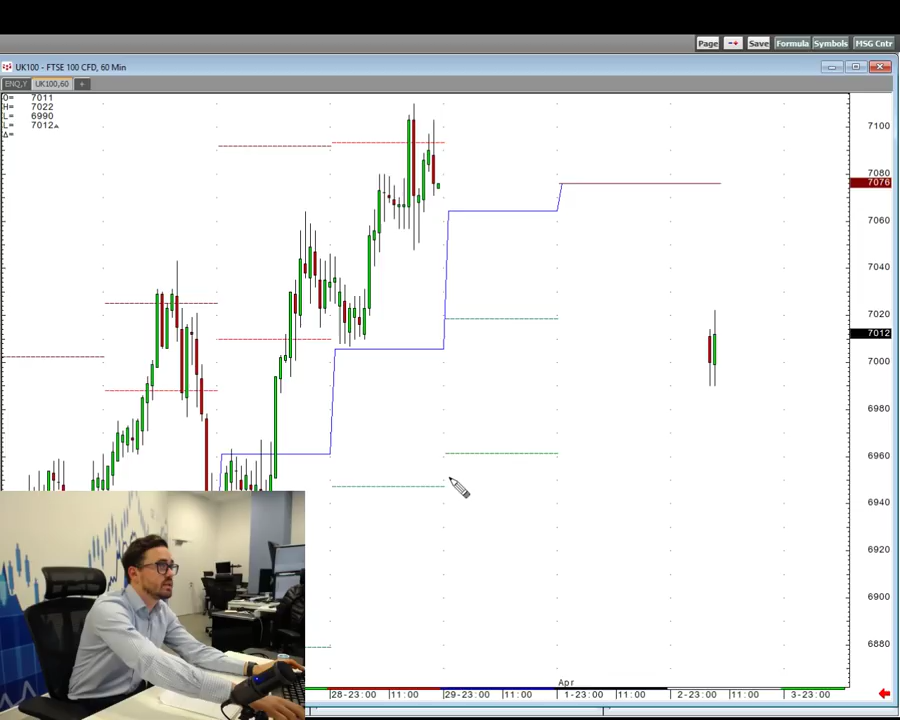 Page
Save
Formula
Symbols
MSG Cntr
UK100 - FTSE 100 CFD, 60 Min
ENQ,Y
UK100,60
+
O= 7011
H= 7022
L= 6990
L= 7012
Δ=
7100
7080
7076
7060
7040
7020
7012
7000
6980
6960
6940
6920
6900
6880
Apr
28-23:00
11:00
29-23:00
11:00
1-23:00
11:00
2-23:00
11:00
3-23:00